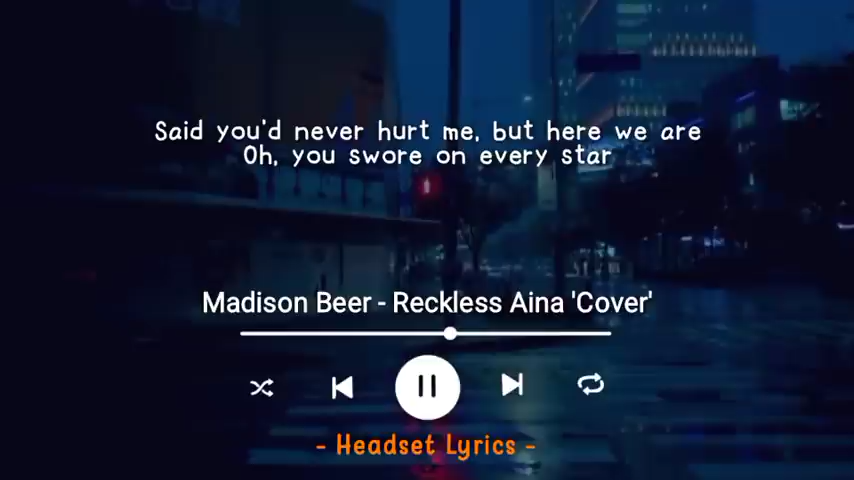 Said you'd never hurt me, but here we are
Oh, you swore on every star
Madison Beer - Reckless Aina 'Cover'
- Headset Lyrics -